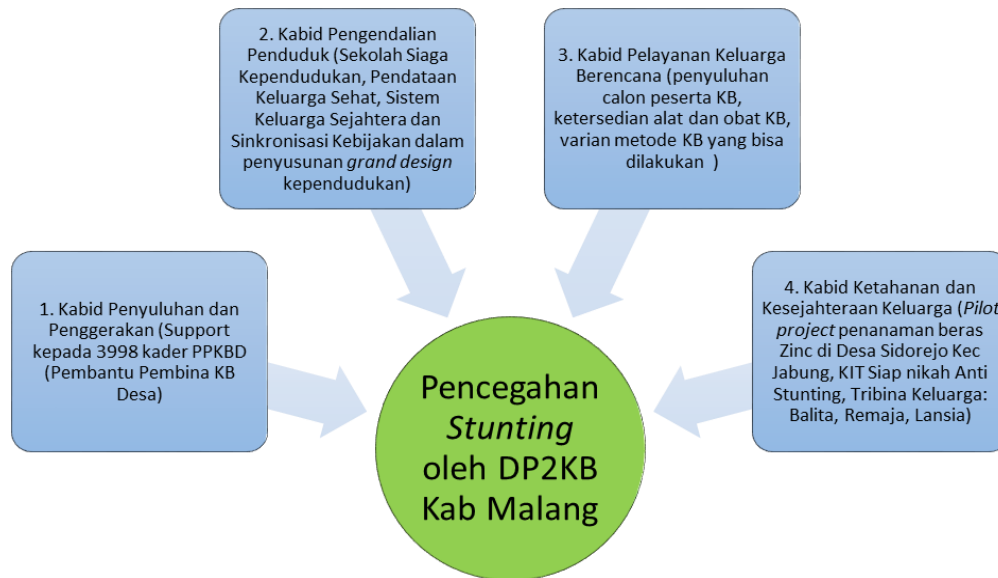 1. Kabid Penyuluhan dan
Penggerakan (Support
kepada 3998 kader PPKBD
(Pembantu Pembina KB
Desa)
2. Kabid Pengendalian
Penduduk (Sekolah Siaga
Kependudukan, Pendataan
Keluarga Sehat, Sistem
Keluarga Sejahtera dan
Sinkronisasi Kebijakan dalam
penyusunan grand design
kependudukan)
3. Kabid Pelayanan Keluarga
Berencana (penyuluhan
calon peserta KB,
ketersedian alat dan obat KB,
varian metode KB yang bisa
dilakukan )
4. Kabid Ketahanan dan
Kesejahteraan Keluarga (Pilot
project penanaman beras
Zinc di Desa Sidorejo Kec
Jabung, KIT Siap nikah Anti
Stunting, Tribina Keluarga:
Balita, Remaja, Lansia)
Pencegahan
Stunting
oleh DP2KB
Kab Malang